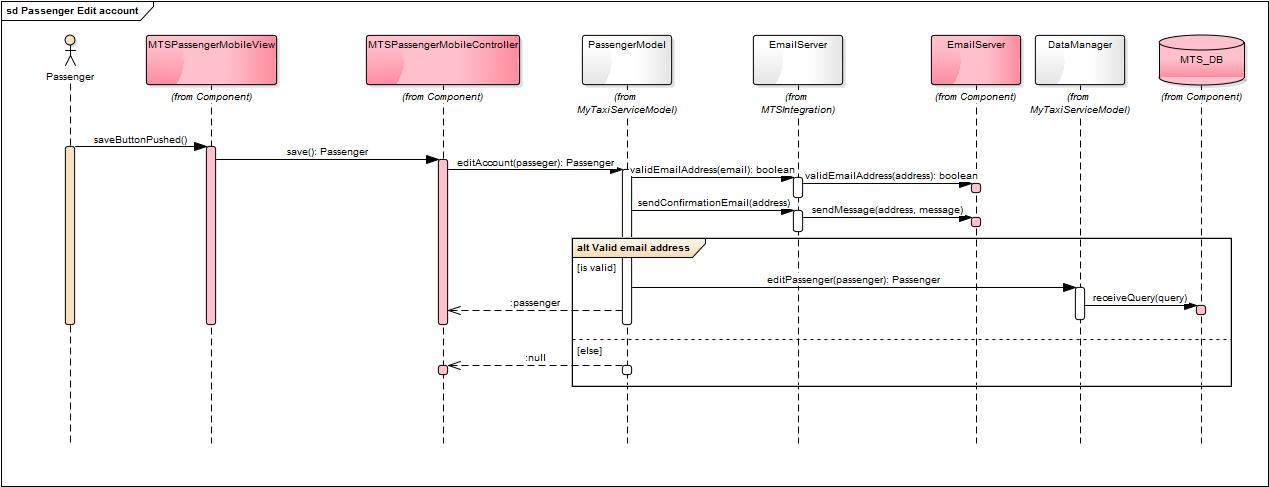 sd Passenger Edit account
Passenger
MTSPassengerMobileView
(from Component)
MTSPassengerMobileController
(from Component)
PassengerModel
(from
MyTaxiServiceModel)
EmailServer
(from
MTSIntegration)
EmailServer
(from Component)
DataManager
(from
MyTaxiServiceModel)
MTS_DB
(from Component)
saveButtonPushed()
save(): Passenger
editAccount(passeger): Passenger
validEmailAddress(email): boolean
validEmailAddress(address): boolean
sendConfirmationEmail(address)
sendMessage(address, message)
alt Valid email address
[is valid]
editPassenger(passenger): Passenger
receiveQuery(query)
:passenger
[else]
:null